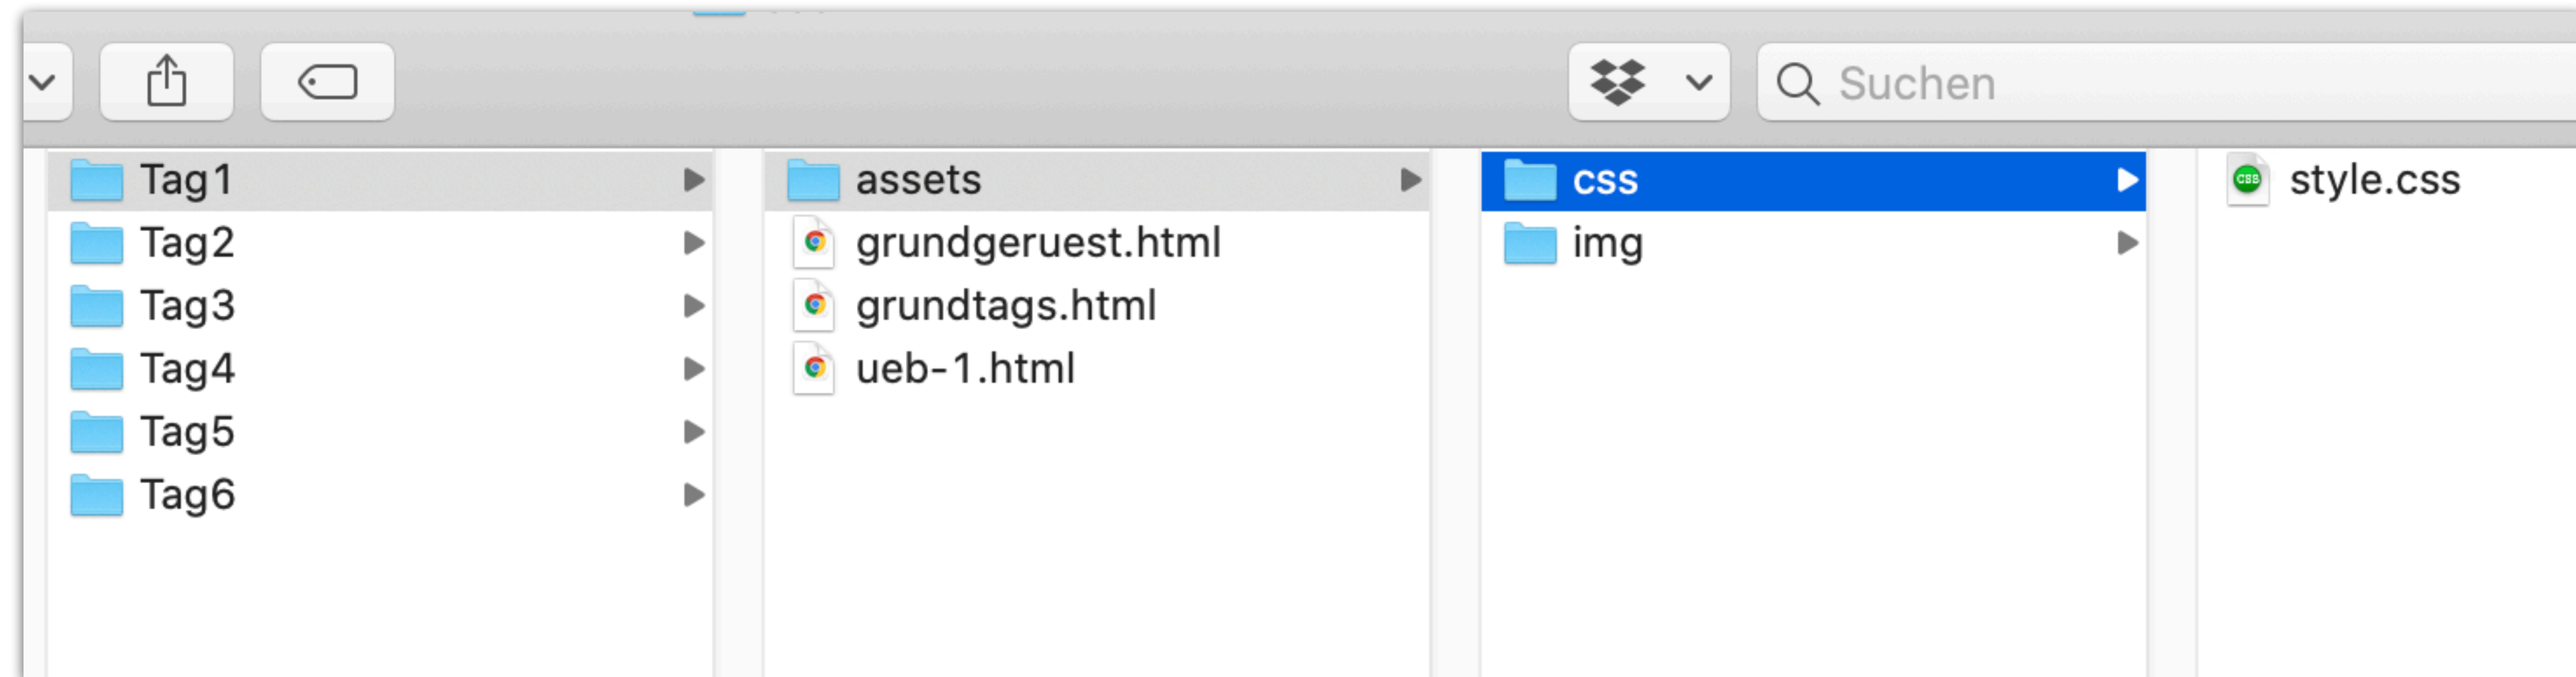 Suchen
Tag1
Tag2
Tag3
Tag4
Tag5
Tag6
assets
grundgeruest.html
grundtags.html
ueb-1.html
css
img
style.css